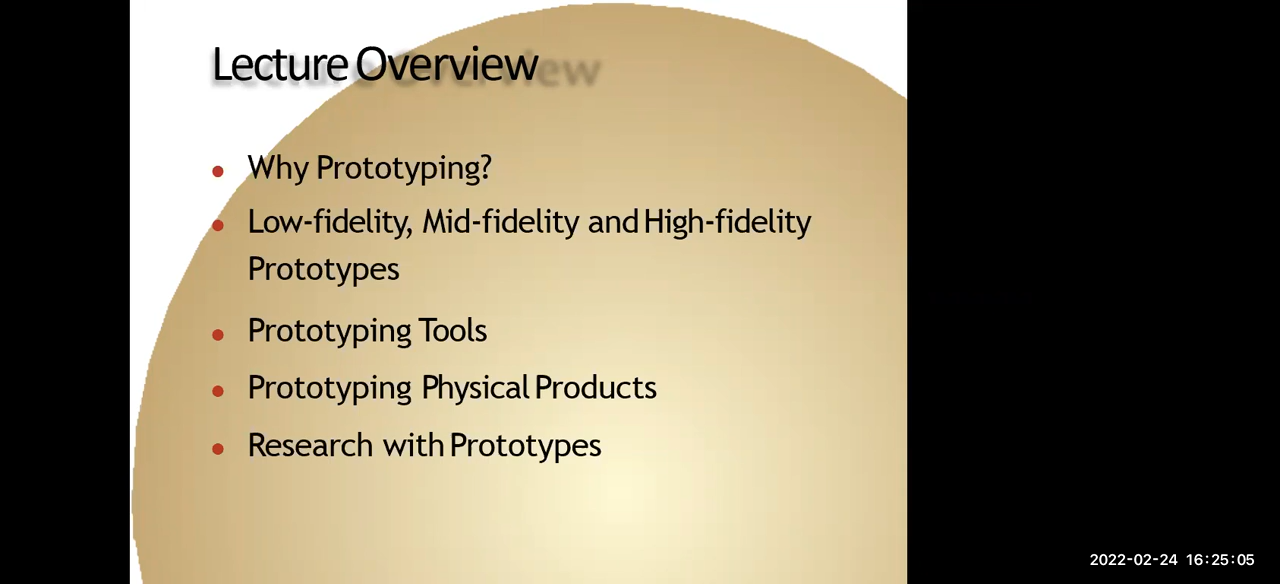 Lecture Overview
Why Prototyping?
Low-fidelity, Mid-fidelity and High-fidelity
Prototypes
Prototyping Tools
Prototyping Physical Products
Research with Prototypes
2022-02-24 16:25:05